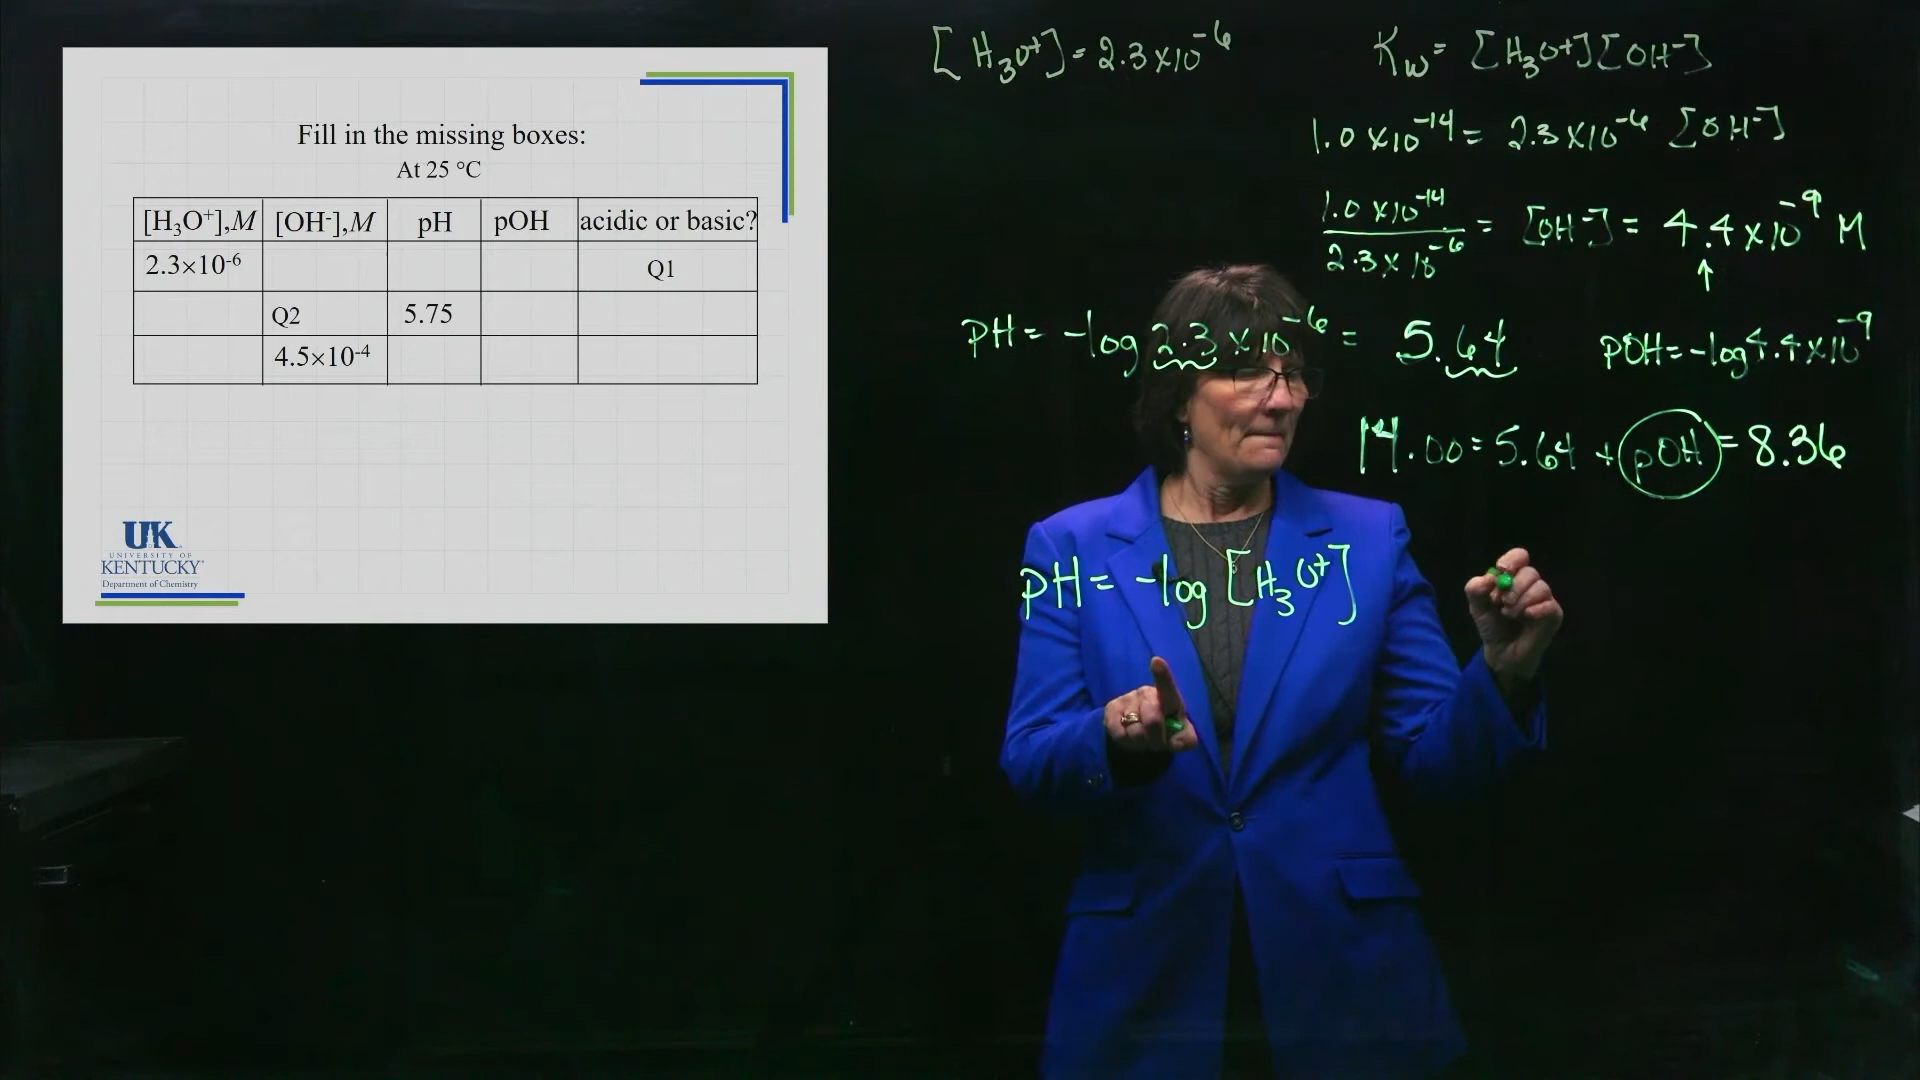 Fill in the missing boxes:
At 25 °C
[H₃O⁺],M [OH⁻],M pH pOH acidic or basic?
2.3×10⁻⁶ Q1
Q2 5.75
4.5×10⁻⁴
UK
UNIVERSITY OF
KENTUCKY
Department of Chemistry
[H₃O⁺] = 2.3×10⁻⁶
Kw = [H₃O⁺][OH⁻]
1.0×10⁻¹⁴ = 2.3×10⁻⁶ [OH⁻]
1.0×10⁻¹⁴
2.3×10⁻⁶ = [OH⁻] = 4.4×10⁻⁹ M
pH = -log 2.3×10⁻⁶ = 5.64
pOH = -log 4.4×10⁻⁹
14.00 = 5.64 + pOH = 8.36
pH = -log [H₃O⁺]